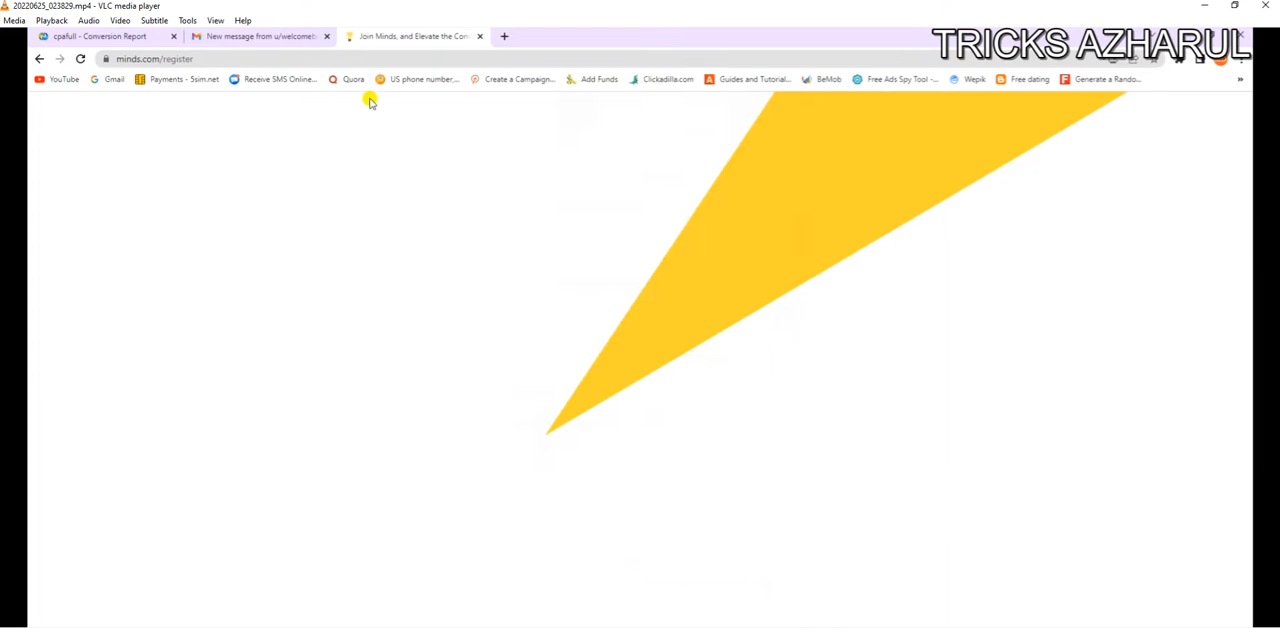 20220625_023829.mp4 - VLC media player
Media Playback Audio Video Subtitle Tools View Help
cpafull - Conversion Report
New message from u/welcomeb
Join Minds, and Elevate the Con
TRICKS AZHARUL
minds.com/register
YouTube Gmail Payments - 5sim.net Receive SMS Online... Quora US phone number,... Create a Campaign... Add Funds Clickadilla.com Guides and Tutorial... BeMob Free Ads Spy Tool -... Wepik Free dating Generate a Rando... »